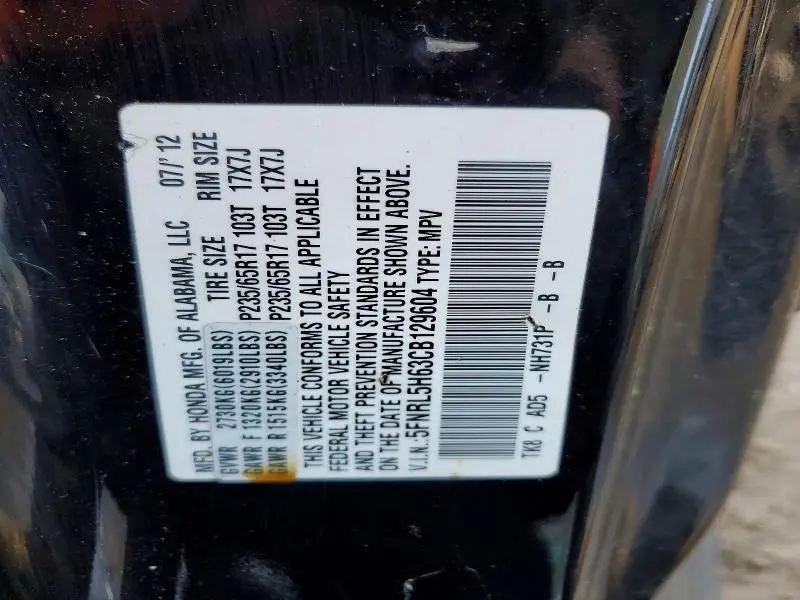 MFD. BY HONDA MFG. OF ALABAMA, LLC 07/'12
GVWR 2730KG(6019LBS) TIRE SIZE RIM SIZE
GAWR F 1320KG(2910LBS) P235/65R17 103T 17X7J
GAWR R 1515KG(3340LBS) P235/65R17 103T 17X7J
THIS VEHICLE CONFORMS TO ALL APPLICABLE
FEDERAL MOTOR VEHICLE SAFETY
AND THEFT PREVENTION STANDARDS IN EFFECT
ON THE DATE OF MANUFACTURE SHOWN ABOVE.
V.I.N.:5FNRL5H63CB129604 TYPE: MPV
TK8 C AD5 -NH731P -B -B